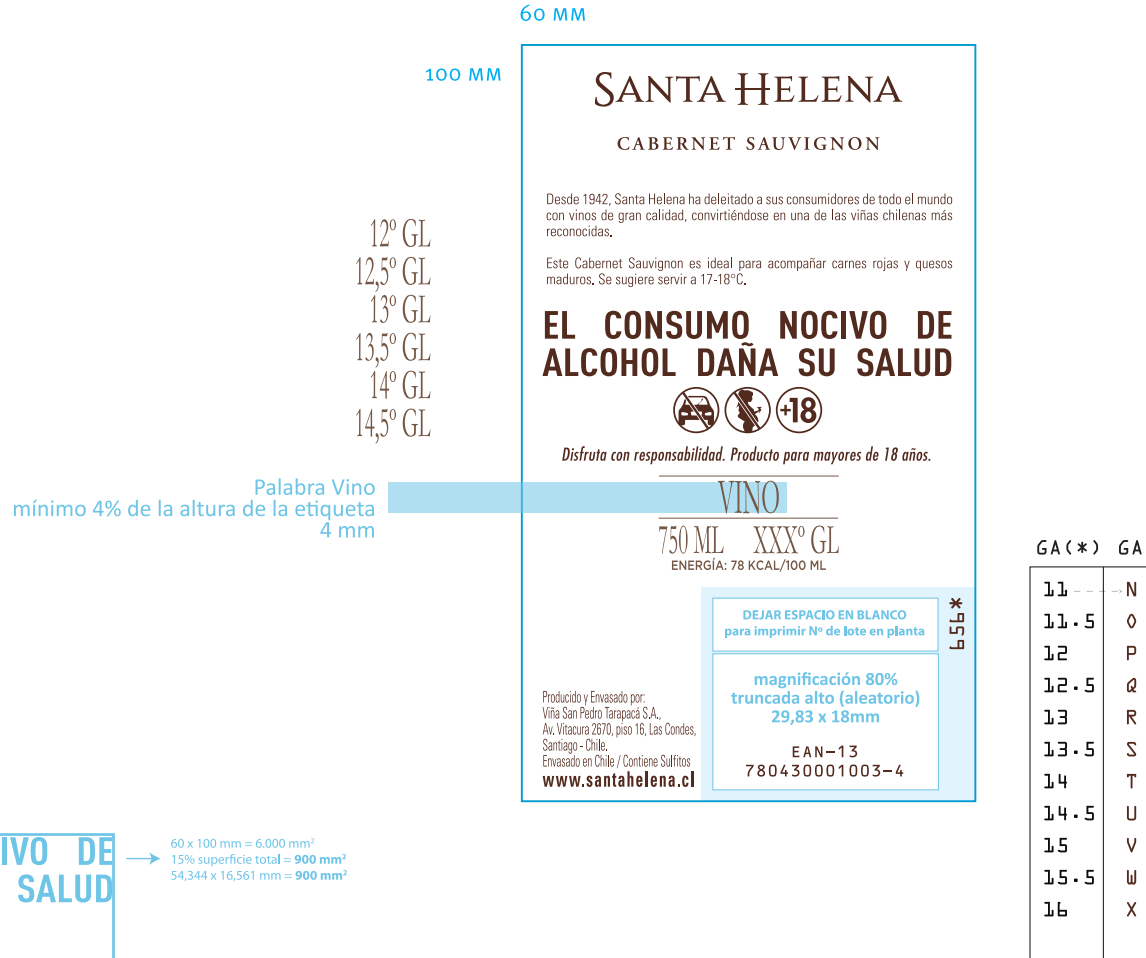 60 MM
100 MM
SANTA HELENA
CABERNET SAUVIGNON
Desde 1942, Santa Helena ha deleitado a sus consumidores de todo el mundo
con vinos de gran calidad, convirtiéndose en una de las viñas chilenas más
reconocidas.
Este Cabernet Sauvignon es ideal para acompañar carnes rojas y quesos
maduros. Se sugiere servir a 17-18°C.
EL CONSUMO NOCIVO DE
ALCOHOL DAÑA SU SALUD
+18
Disfruta con responsabilidad. Producto para mayores de 18 años.
VINO
750 ML XXXº GL
ENERGÍA: 78 KCAL/100 ML
DEJAR ESPACIO EN BLANCO
para imprimir Nº de lote en planta
656*
magnificación 80%
truncada alto (aleatorio)
29,83 x 18mm
EAN-13
780430001003-4
Producido y Envasado por:
Viña San Pedro Tarapacá S.A.,
Av. Vitacura 2670, piso 16, Las Condes,
Santiago - Chile.
Envasado en Chile / Contiene Sulfitos
www.santahelena.cl
12º GL
12,5º GL
13º GL
13,5º GL
14º GL
14,5º GL
Palabra Vino
mínimo 4% de la altura de la etiqueta
4 mm
IVO DE
SALUD
60 x 100 mm = 6.000 mm²
15% superficie total = 900 mm²
54,344 x 16,561 mm = 900 mm²
GA(*) GA
11 N
11.5 O
12 P
12.5 Q
13 R
13.5 S
14 T
14.5 U
15 V
15.5 W
16 X